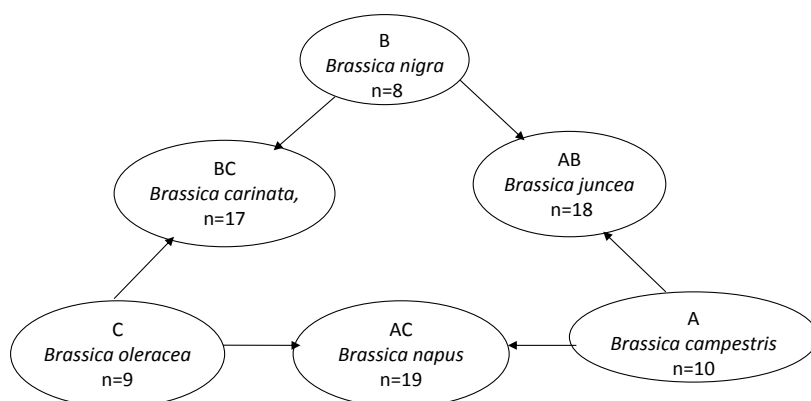 B
Brassica nigra
n=8
BC
Brassica carinata,
n=17
AB
Brassica juncea
n=18
C
Brassica oleracea
n=9
AC
Brassica napus
n=19
A
Brassica campestris
n=10